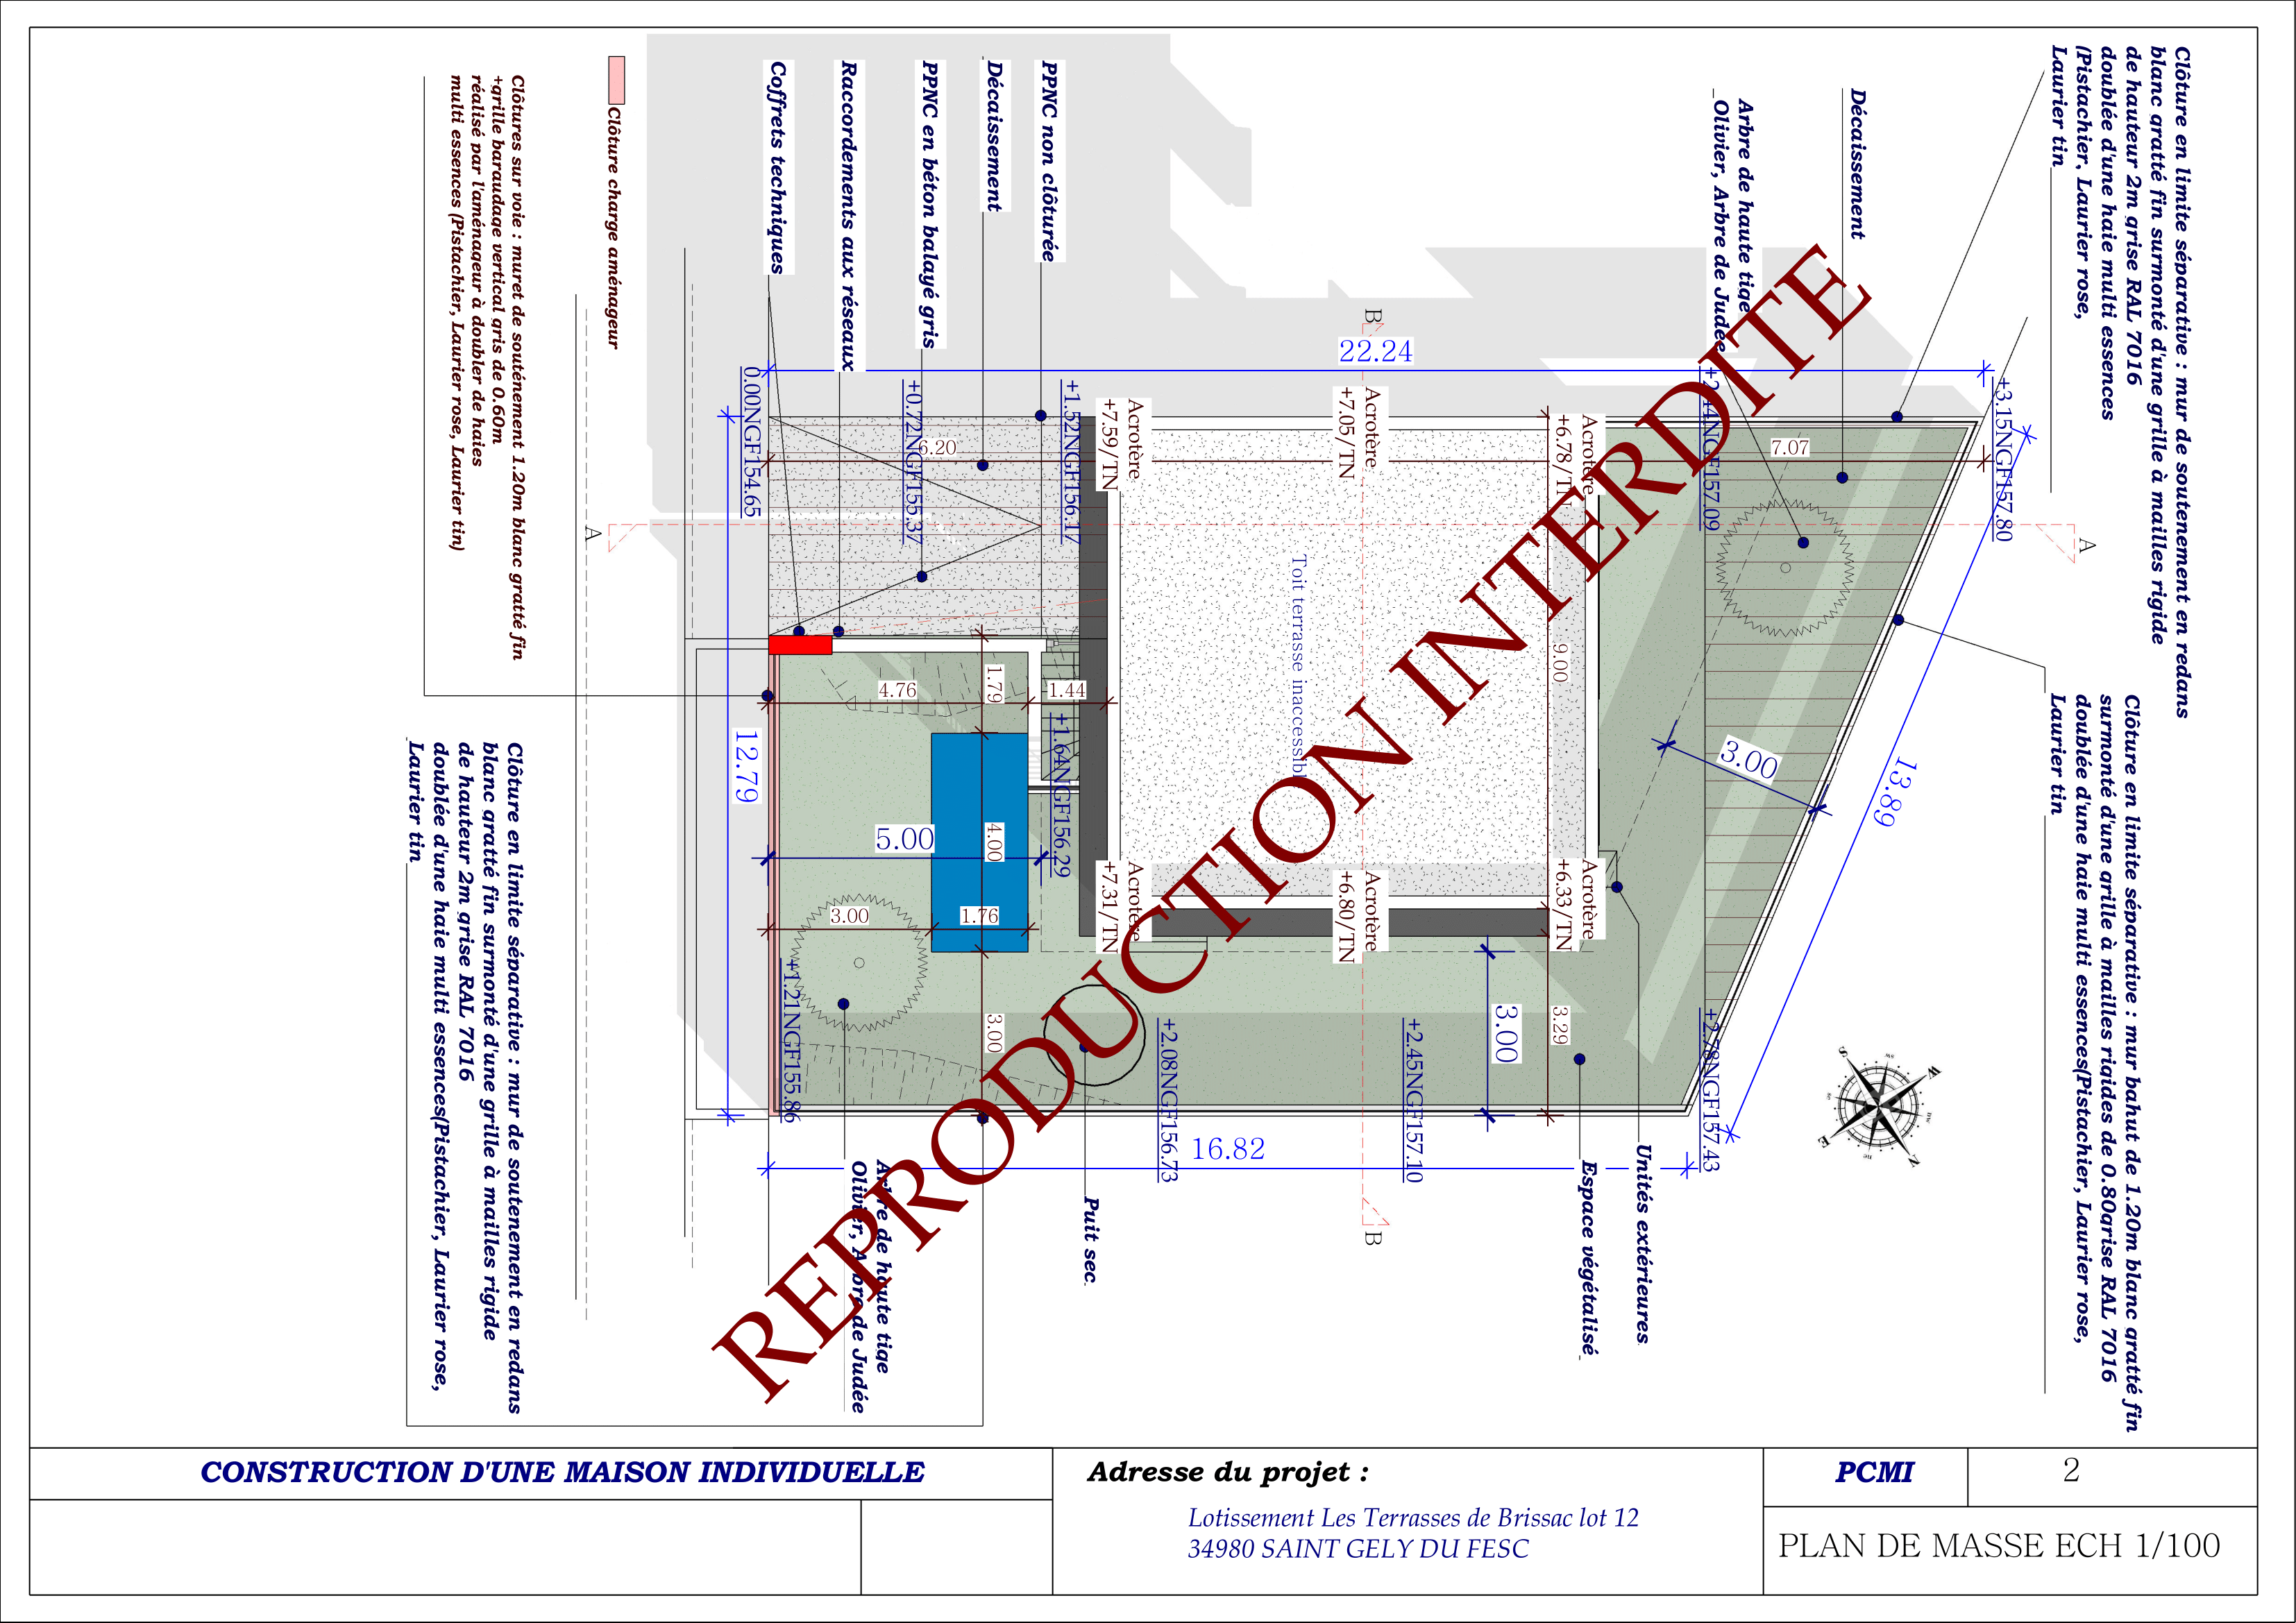 Clôture en limite séparative : mur de soutenement en redans
blanc gratté fin surmonté d'une grille à mailles rigide
de hauteur 2m grise RAL 7016
doublée d'une haie multi essences
(Pistachier, Laurier rose,
Laurier tin
Décaissement
Arbre de haute tige
Olivier, Arbre de Judée
PPNC non clôturée
Décaissement
PPNC en béton balayé gris
Raccordements aux réseaux
Coffrets techniques
Clôture charge aménageur
Clôtures sur voie : muret de souténement 1.20m blanc gratté fin
+grille baraudage vertical gris de 0.60m
réalisé par l'aménageur à doubler de haies
multi essences (Pistachier, Laurier rose, Laurier tin)
Clôture en limite séparative : mur bahut de 1.20m blanc gratté fin
surmonté d'une grille à mailles rigides de 0.80grise RAL 7016
doublée d'une haie multi essences(Pistachier, Laurier rose,
Laurier tin
Clôture en limite séparative : mur de soutenement en redans
blanc gratté fin surmonté d'une grille à mailles rigide
de hauteur 2m grise RAL 7016
doublée d'une haie multi essences(Pistachier, Laurier rose,
Laurier tin
B
22.24
0.00NGF154.65
+0.72NGF155.37
+1.52NGF156.17
+3.15NGF157.80
Acrotère
+7.59/TN
Acrotère
+7.05/TN
Acrotère
6.20
7.07
A
A
Toit terrasse inaccessible
9.00
4.76
1.79
1.44
+1.64NGF156.29
12.79
5.00
4.00
3.00
1.76
3.00
13.89
Acrotère
+7.31/TN
Acrotère
+6.80/TN
Acrotère
+6.33/TN
+1.21NGF155.86
3.00
+2.08NGF156.73
+2.45NGF157.10
3.00
3.29
+2.78NGF157.43
16.82
B
Arbre de haute tige
Olivier, Arbre de Judée
Puit sec
Espace végétalisé
Unités extérieures
S
W
E
N
REPRODUCTION INTERDITE
CONSTRUCTION D'UNE MAISON INDIVIDUELLE
Adresse du projet :
Lotissement Les Terrasses de Brissac lot 12
34980 SAINT GELY DU FESC
PCMI
2
PLAN DE MASSE ECH 1/100